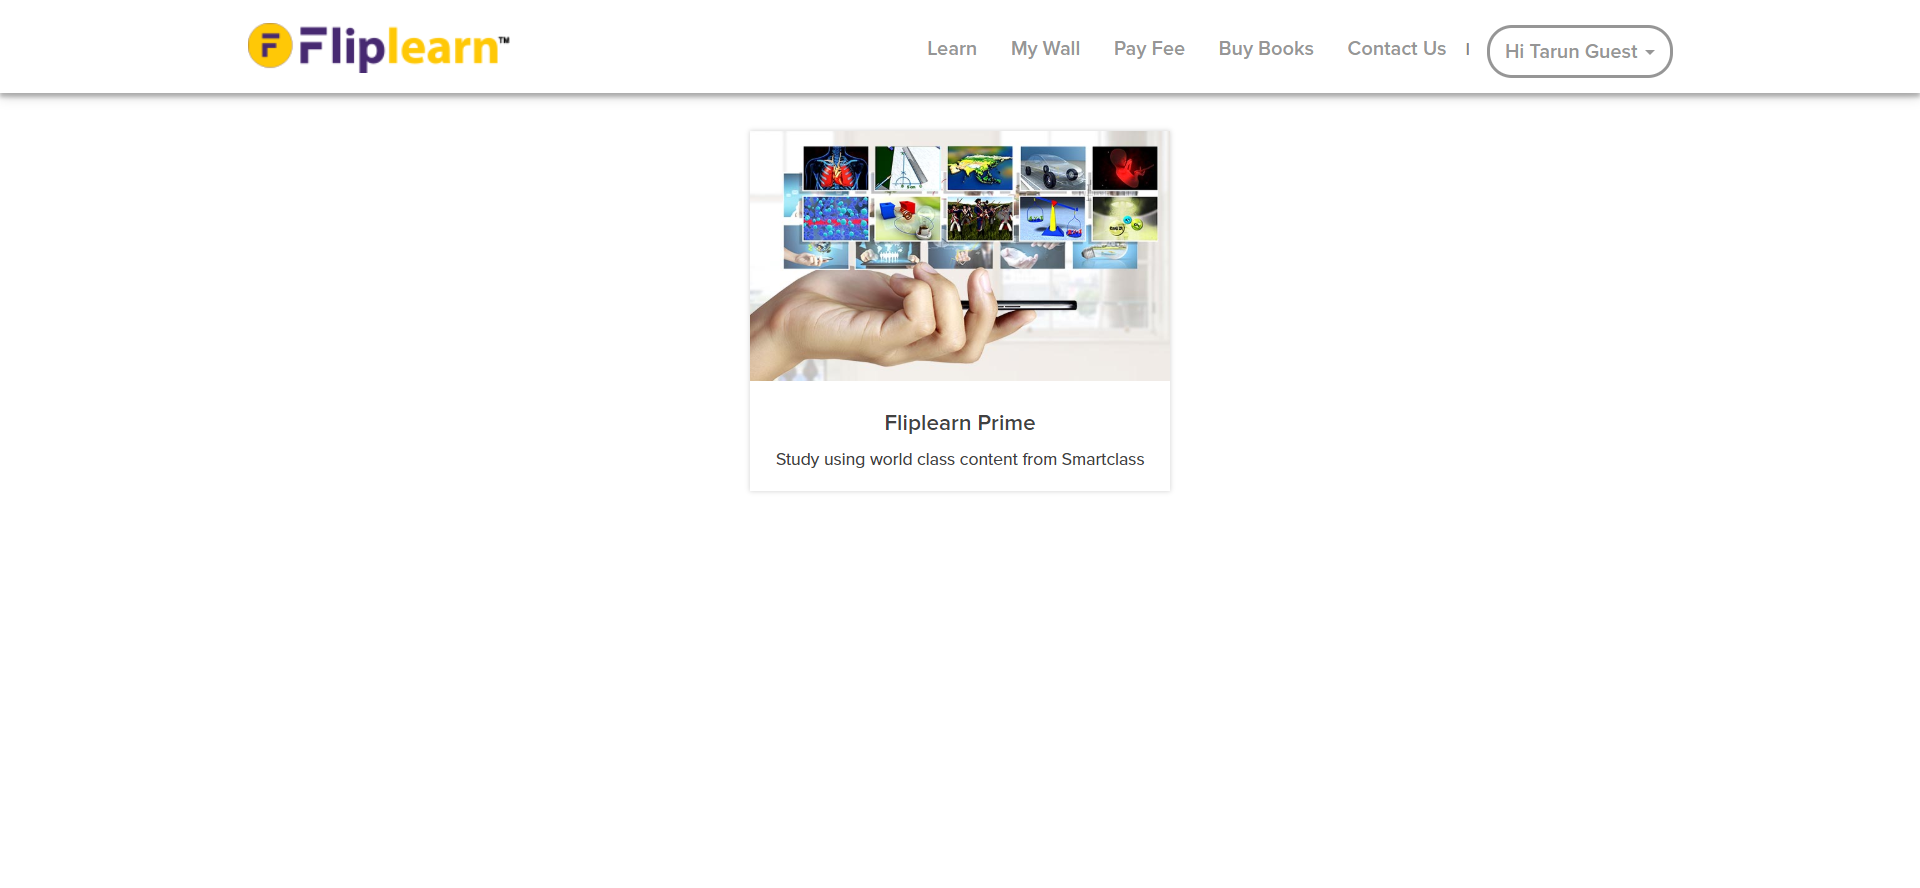 F Fliplearn™
Learn My Wall Pay Fee Buy Books Contact Us | Hi Tarun Guest
Fliplearn Prime
Study using world class content from Smartclass